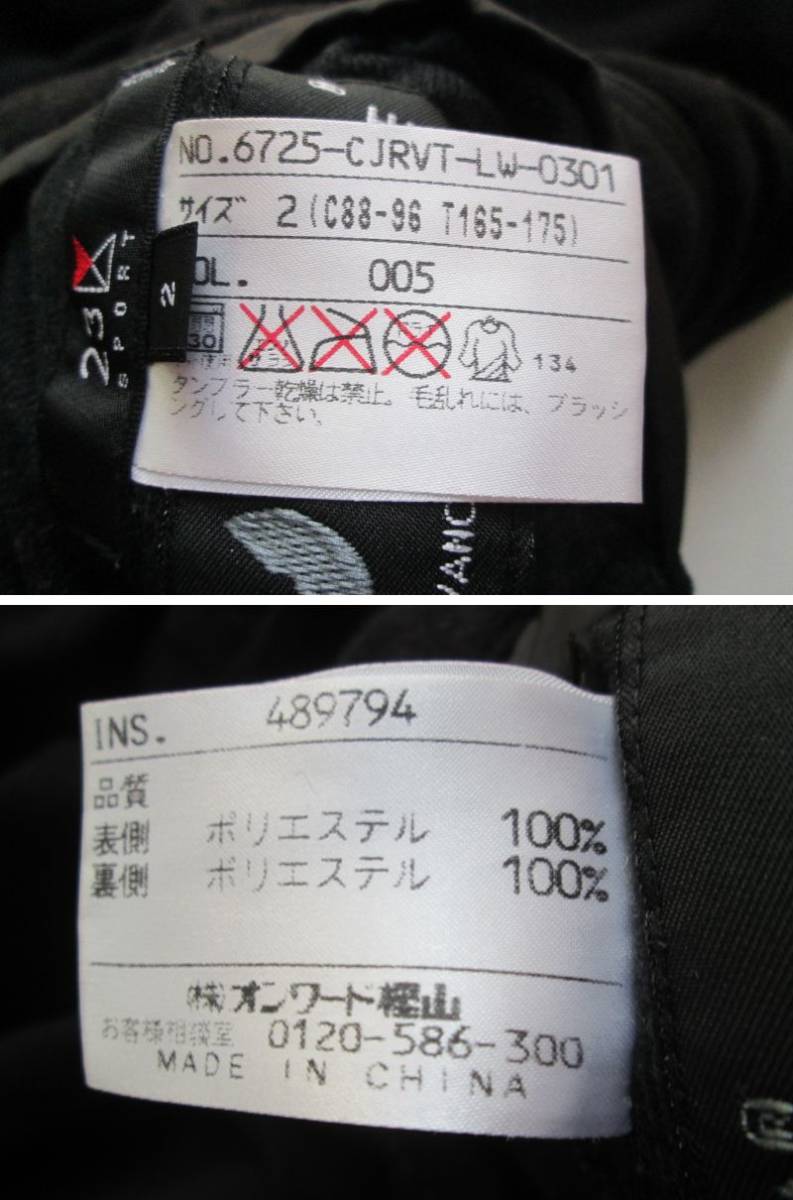 NO.6725-CJRVT-LW-0301
サイズ 2(C88-96 T165-175)
OL. 005
30
134
タンブラー乾燥は禁止。毛乱れには、ブラッシ
ングして下さい。
23
SPORT
2
INS. 489794
品質
表側 ポリエステル 100%
裏側 ポリエステル 100%
(株)オンワード樫山
お客様相談室 0120-586-300
MADE IN CHINA
R